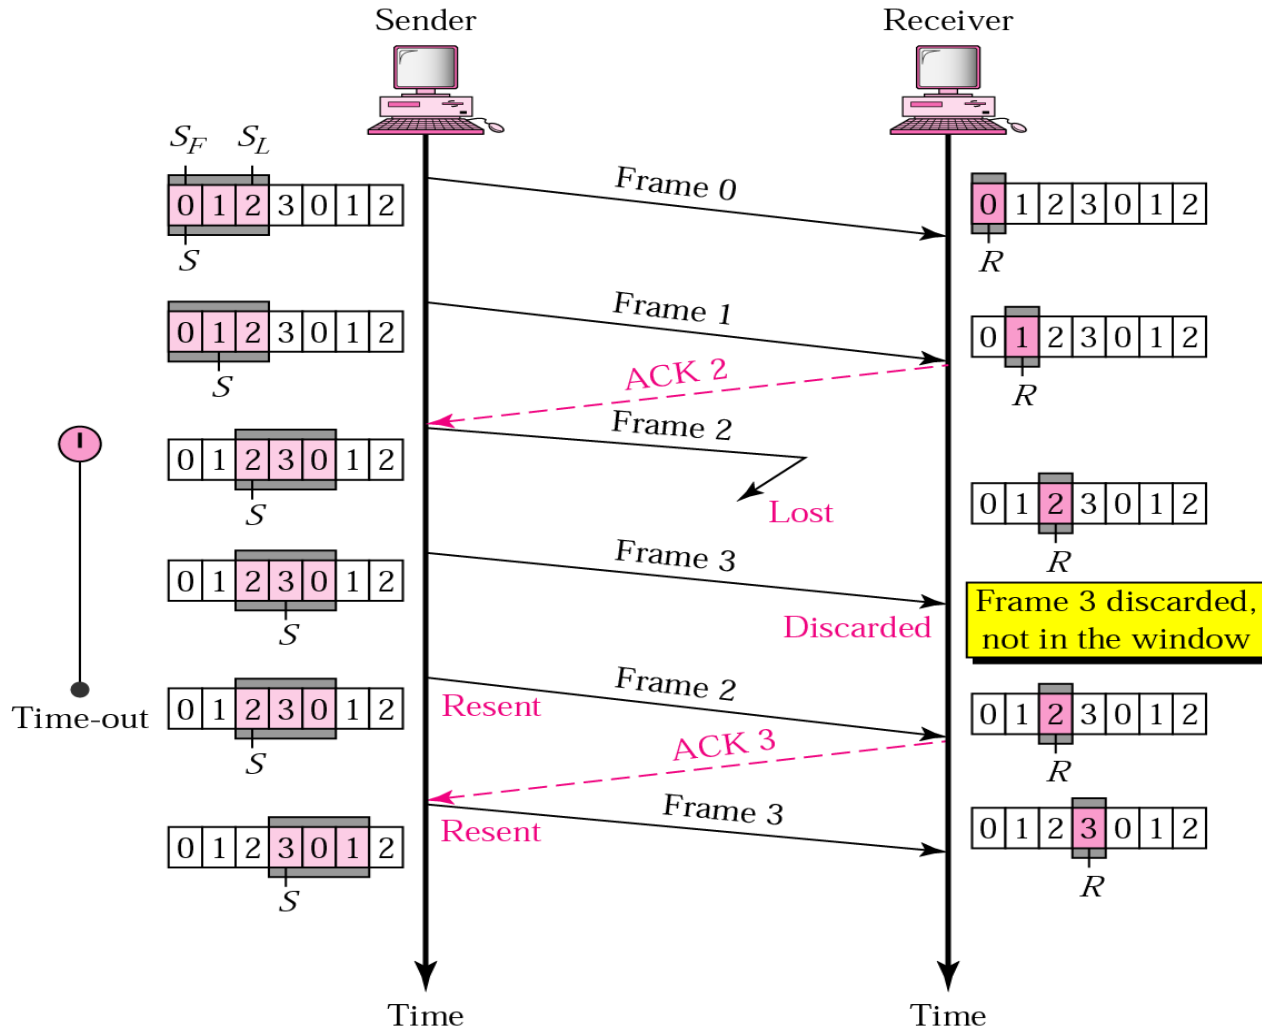 Sender Receiver
S_F S_L
Frame 0
0 1 2 3 0 1 2
0 1 2 3 0 1 2
S
R
Frame 1
0 1 2 3 0 1 2
0 1 2 3 0 1 2
S
R
ACK 2
Frame 2
0 1 2 3 0 1 2
S
Lost
0 1 2 3 0 1 2
R
Frame 3
0 1 2 3 0 1 2
S
Discarded
Frame 3 discarded,
not in the window
Frame 2
Time-out
0 1 2 3 0 1 2
Resent
0 1 2 3 0 1 2
S
R
ACK 3
Frame 3
0 1 2 3 0 1 2
Resent
0 1 2 3 0 1 2
S
R
Time Time